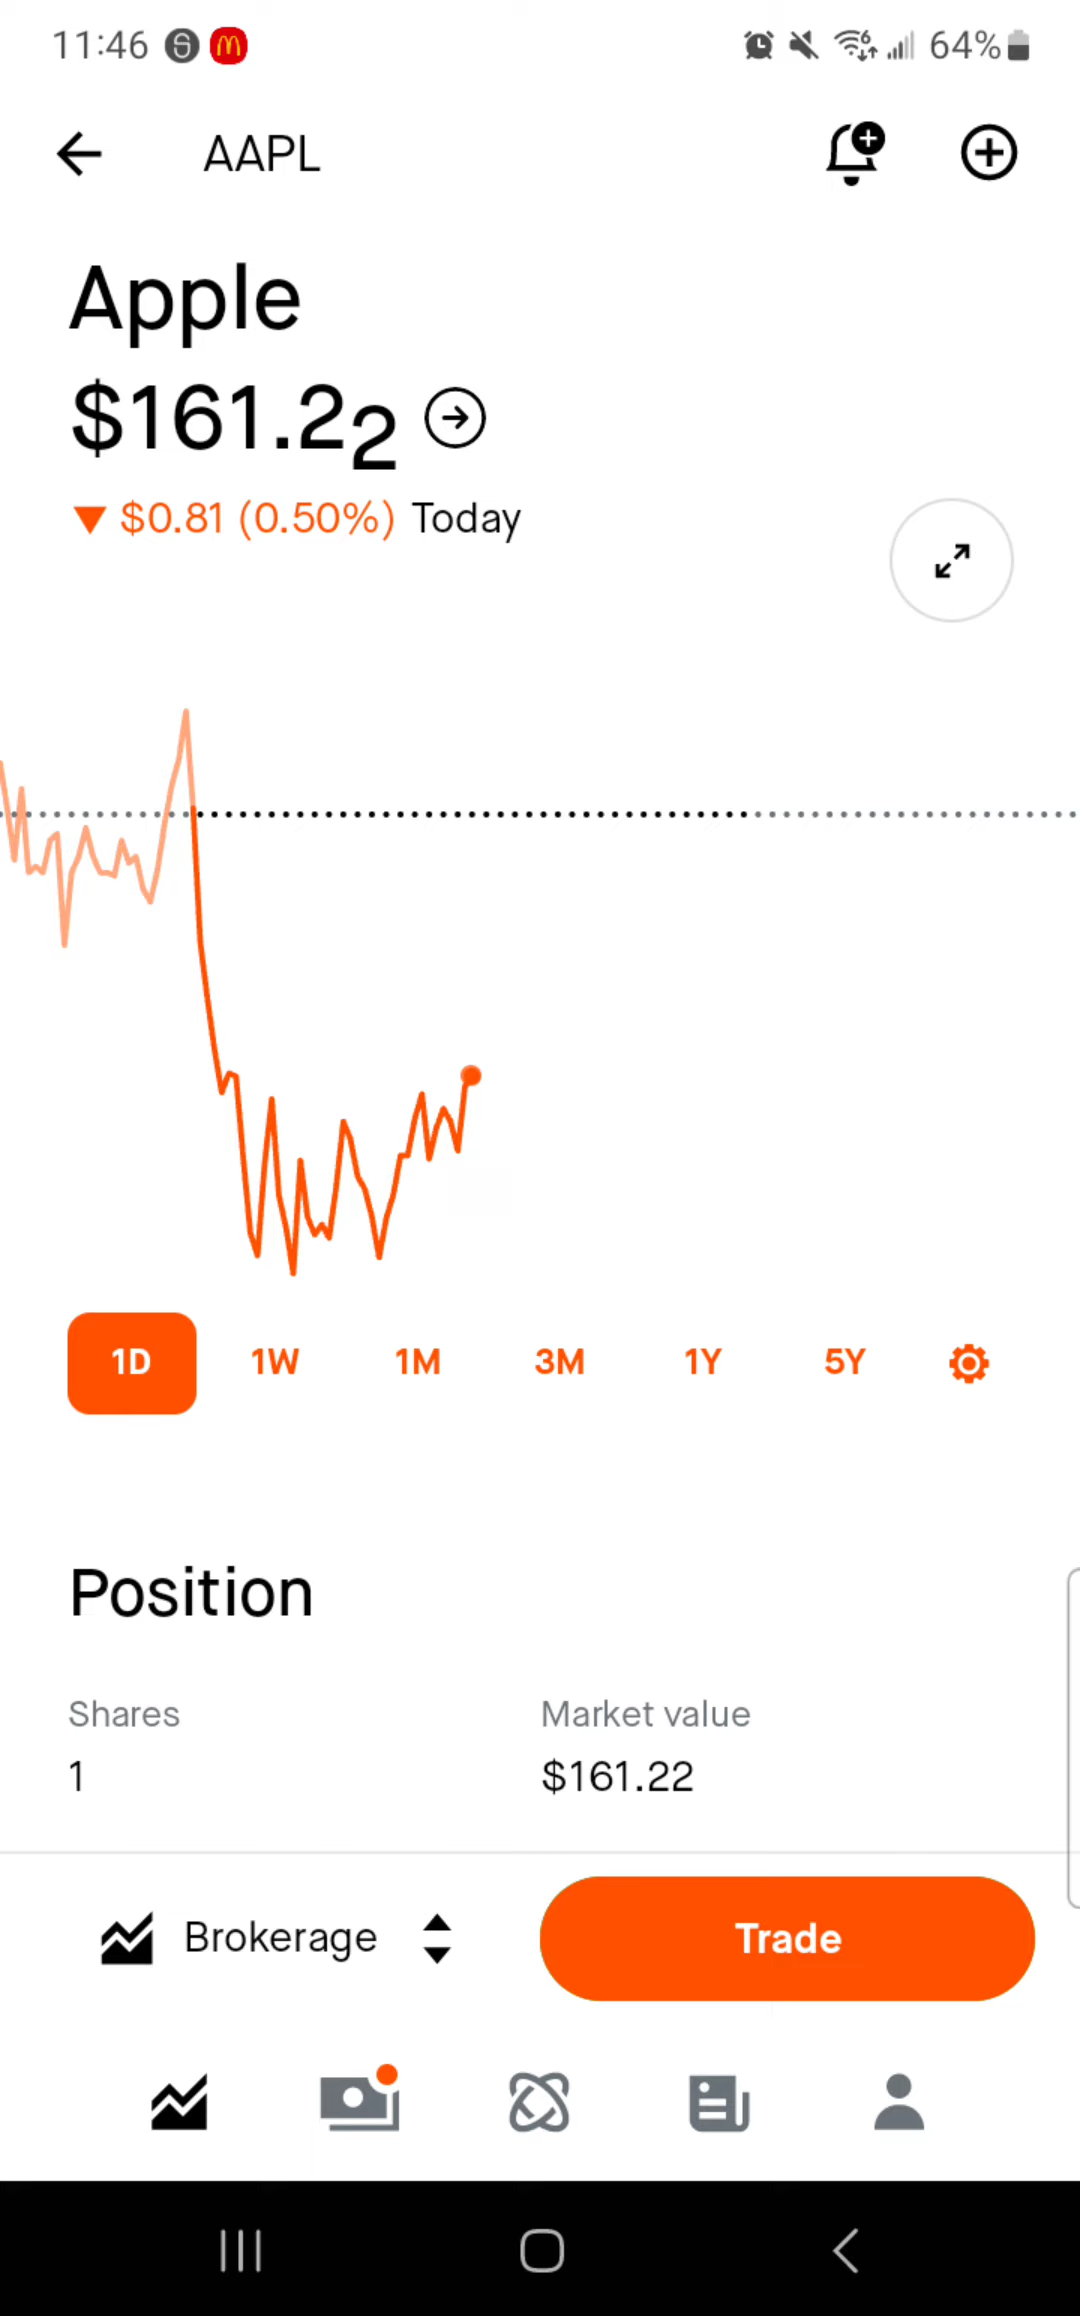 11:46 64%
AAPL
Apple
$161.22
$0.81 (0.50%) Today
1D 1W 1M 3M 1Y 5Y
Position
Shares Market value
1 $161.22
Brokerage Trade